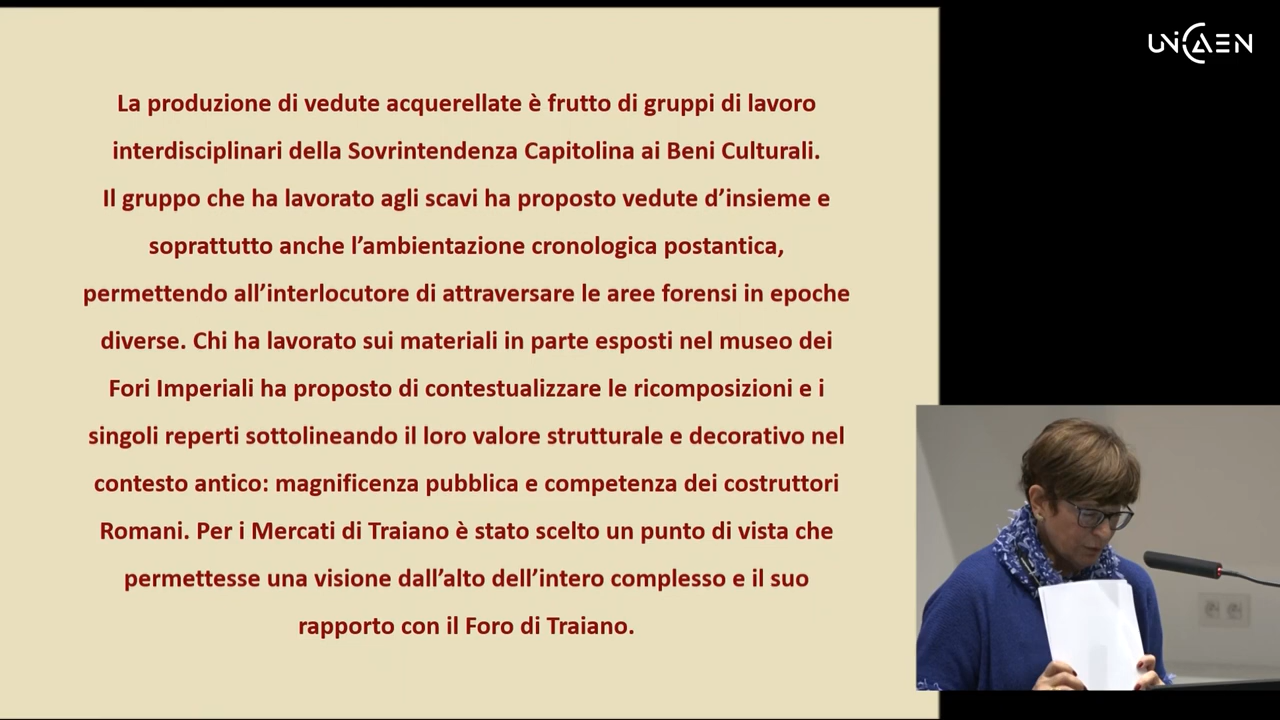 UNICAEN
La produzione di vedute acquerellate è frutto di gruppi di lavoro
interdisciplinari della Sovrintendenza Capitolina ai Beni Culturali.
Il gruppo che ha lavorato agli scavi ha proposto vedute d’insieme e
soprattutto anche l’ambientazione cronologica postantica,
permettendo all’interlocutore di attraversare le aree forensi in epoche
diverse. Chi ha lavorato sui materiali in parte esposti nel museo dei
Fori Imperiali ha proposto di contestualizzare le ricomposizioni e i
singoli reperti sottolineando il loro valore strutturale e decorativo nel
contesto antico: magnificenza pubblica e competenza dei costruttori
Romani. Per i Mercati di Traiano è stato scelto un punto di vista che
permettesse una visione dall’alto dell’intero complesso e il suo
rapporto con il Foro di Traiano.